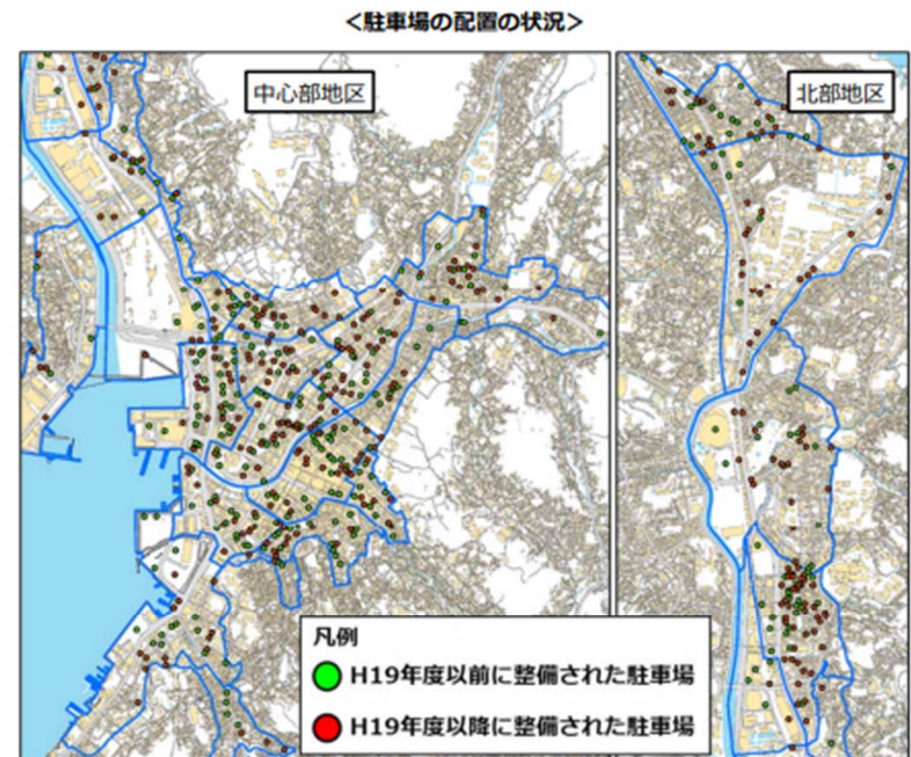 ＜駐車場の配置の状況＞
中心部地区
北部地区
凡例
H19年度以前に整備された駐車場
H19年度以降に整備された駐車場